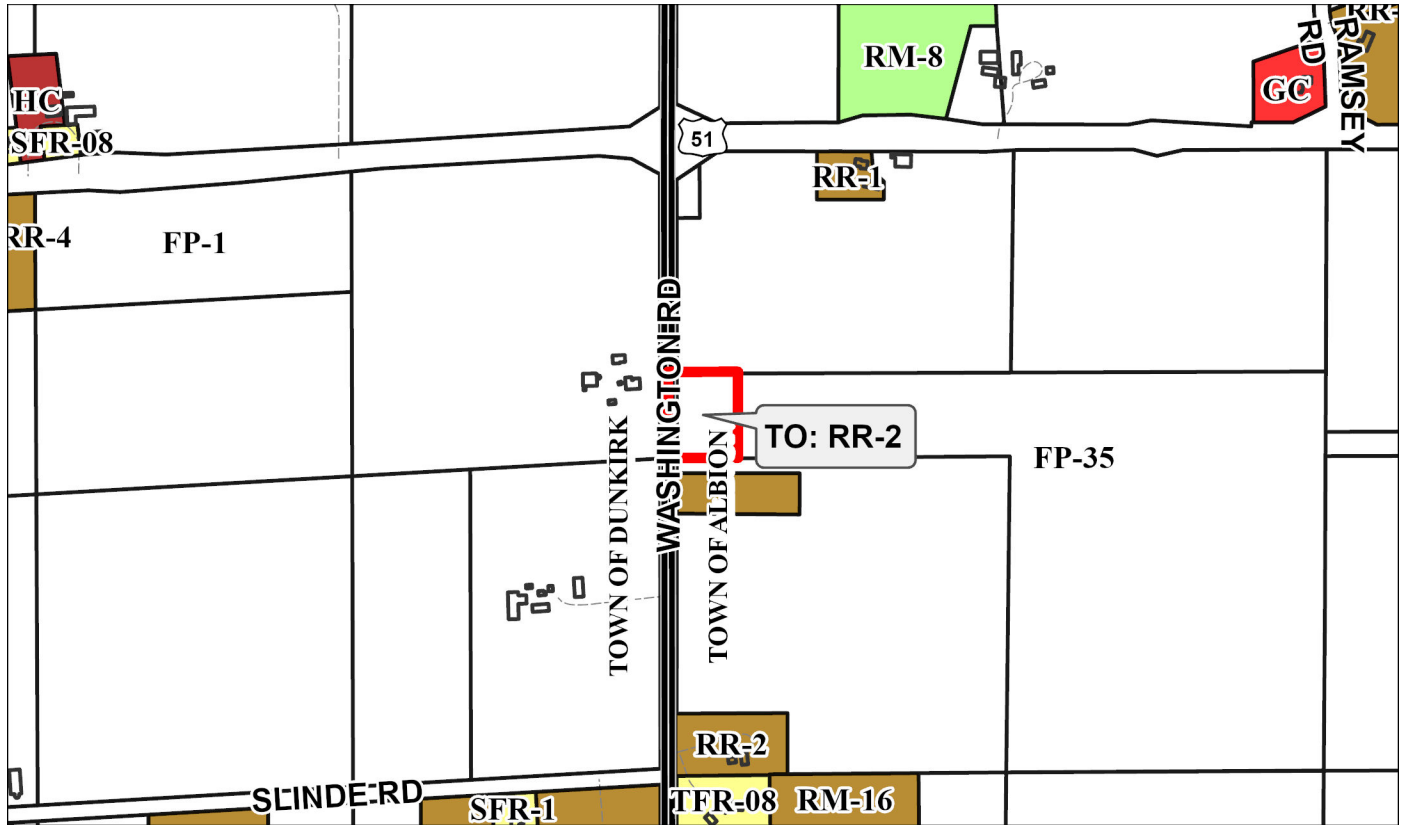 RM-8
RR-
RAMSEY
RD
GC
HC
SFR-08
51
RR-1
RR-4
FP-1
WASHINGTON RD
TO: RR-2
FP-35
TOWN OF DUNKIRK
TOWN OF ALBION
RR-2
SLINDE RD
SFR-1
TFR-08
RM-16